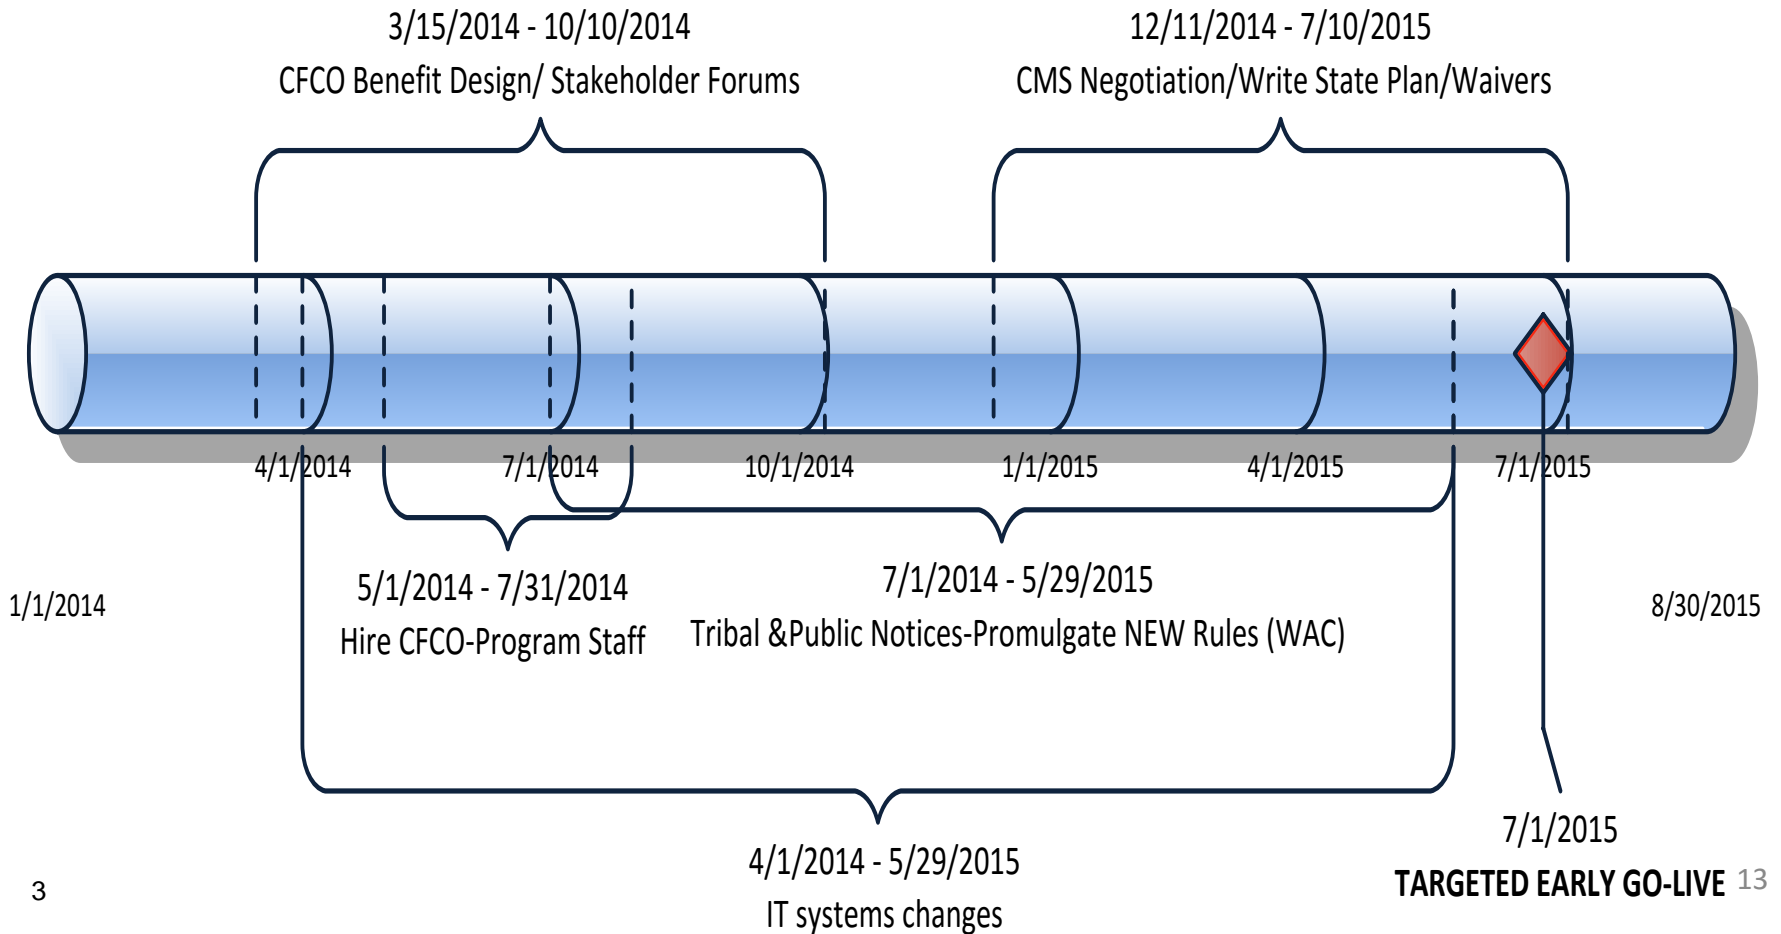 3/15/2014 - 10/10/2014
CFCO Benefit Design/ Stakeholder Forums
12/11/2014 - 7/10/2015
CMS Negotiation/Write State Plan/Waivers
4/1/2014
7/1/2014
10/1/2014
1/1/2015
4/1/2015
7/1/2015
1/1/2014
5/1/2014 - 7/31/2014
Hire CFCO-Program Staff
7/1/2014 - 5/29/2015
Tribal &Public Notices-Promulgate NEW Rules (WAC)
8/30/2015
4/1/2014 - 5/29/2015
IT systems changes
7/1/2015
TARGETED EARLY GO-LIVE
13
3